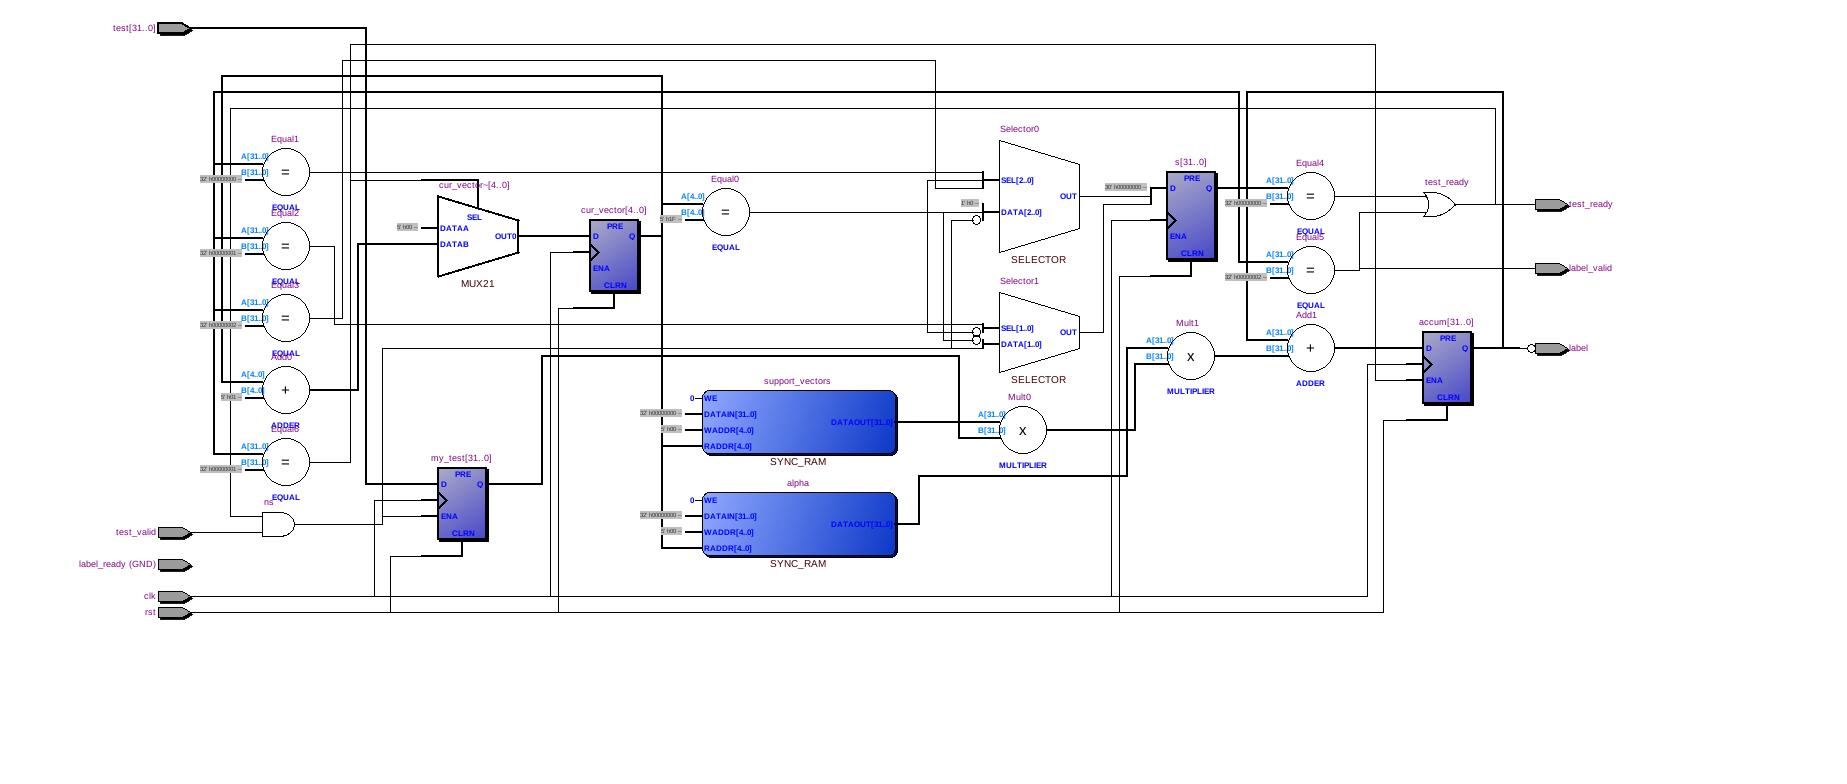 test[31..0]
Equal1
A[31..0]
B[31..0]
32' h00000000 --
=
EQUAL
Equal2
A[31..0]
B[31..0]
32' h00000001 --
=
EQUAL
Equal3
A[31..0]
B[31..0]
32' h00000002 --
=
EQUAL
Add0
A[4..0]
B[4..0]
5' h01 --
+
ADDER
A[31..0]
B[31..0]
32' h00000001 --
=
EQUAL
ns
test_valid
label_ready (GND)
clk
rst
cur_vector~[4..0]
SEL
5' h00 --
DATAA
DATAB
OUT0
MUX21
cur_vector[4..0]
PRE
D
Q
ENA
CLRN
my_test[31..0]
PRE
D
Q
ENA
CLRN
Equal0
A[4..0]
B[4..0]
5' h1F --
=
EQUAL
support_vectors
0
WE
32' h00000000 --
DATAIN[31..0]
5' h00 --
WADDR[4..0]
RADDR[4..0]
DATAOUT[31..0]
SYNC_RAM
alpha
0
WE
32' h00000000 --
DATAIN[31..0]
5' h00 --
WADDR[4..0]
RADDR[4..0]
DATAOUT[31..0]
SYNC_RAM
Selector0
SEL[2..0]
1' h0 --
DATA[2..0]
OUT
SELECTOR
Selector1
SEL[1..0]
DATA[1..0]
OUT
SELECTOR
Mult0
A[31..0]
B[31..0]
x
MULTIPLIER
Mult1
A[31..0]
B[31..0]
x
MULTIPLIER
s[31..0]
30' h00000000 --
PRE
D
Q
ENA
CLRN
Equal4
A[31..0]
B[31..0]
32' h00000000 --
=
EQUAL
Equal5
A[31..0]
B[31..0]
32' h00000002 --
=
EQUAL
Add1
A[31..0]
B[31..0]
+
ADDER
test_ready
accum[31..0]
PRE
D
Q
ENA
CLRN
test_ready
label_valid
label